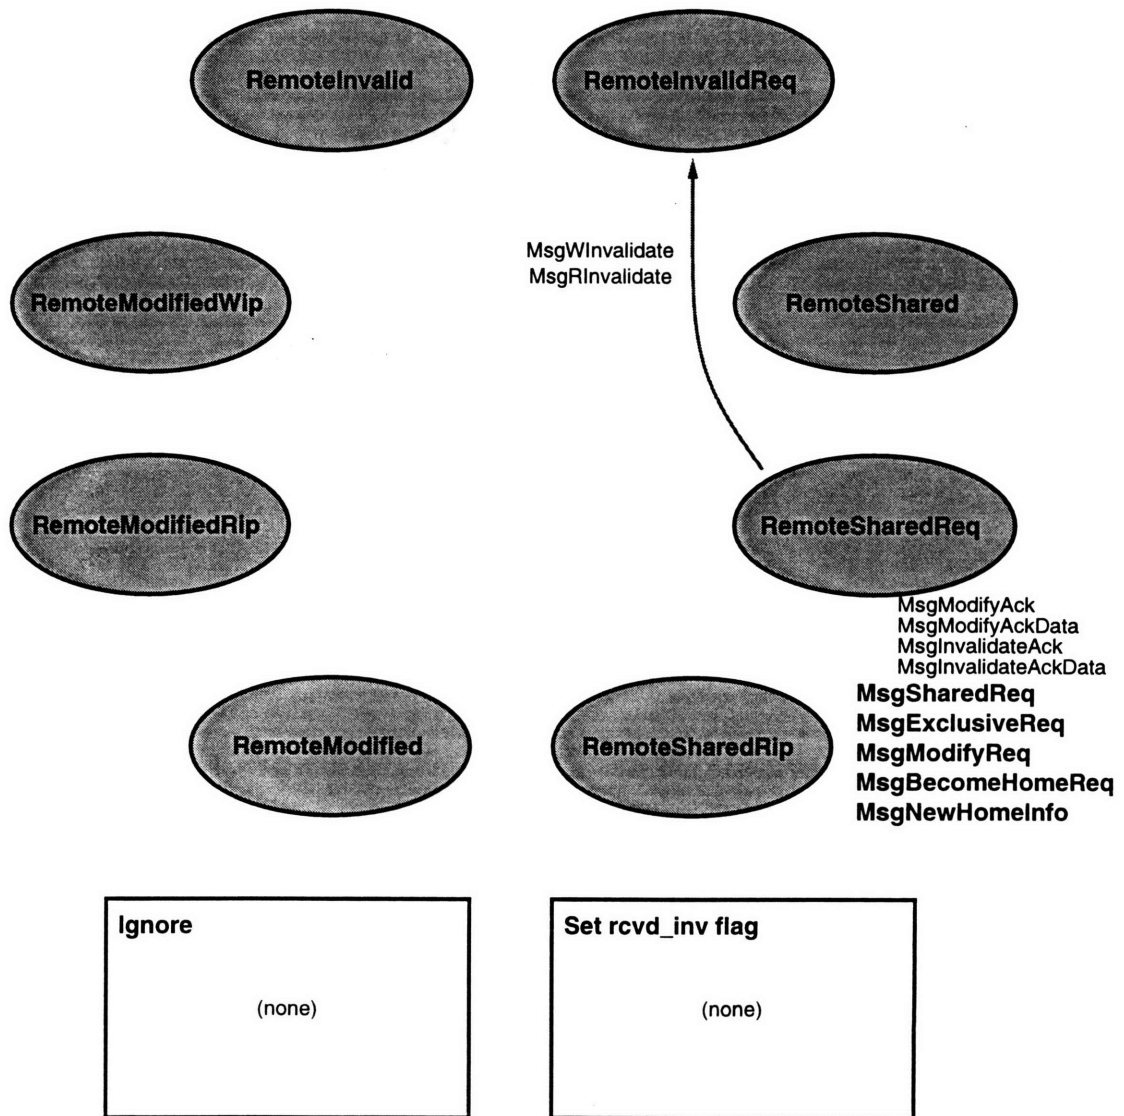 RemoteInvalid
RemoteInvalidReq
MsgWInvalidate
MsgRInvalidate
RemoteModifiedWip
RemoteShared
RemoteModifiedRip
RemoteSharedReq
MsgModifyAck
MsgModifyAckData
MsgInvalidateAck
MsgInvalidateAckData
MsgSharedReq
MsgExclusiveReq
MsgModifyReq
MsgBecomeHomeReq
MsgNewHomeInfo
RemoteModified
RemoteSharedRip
Ignore
(none)
Set rcvd_inv flag
(none)